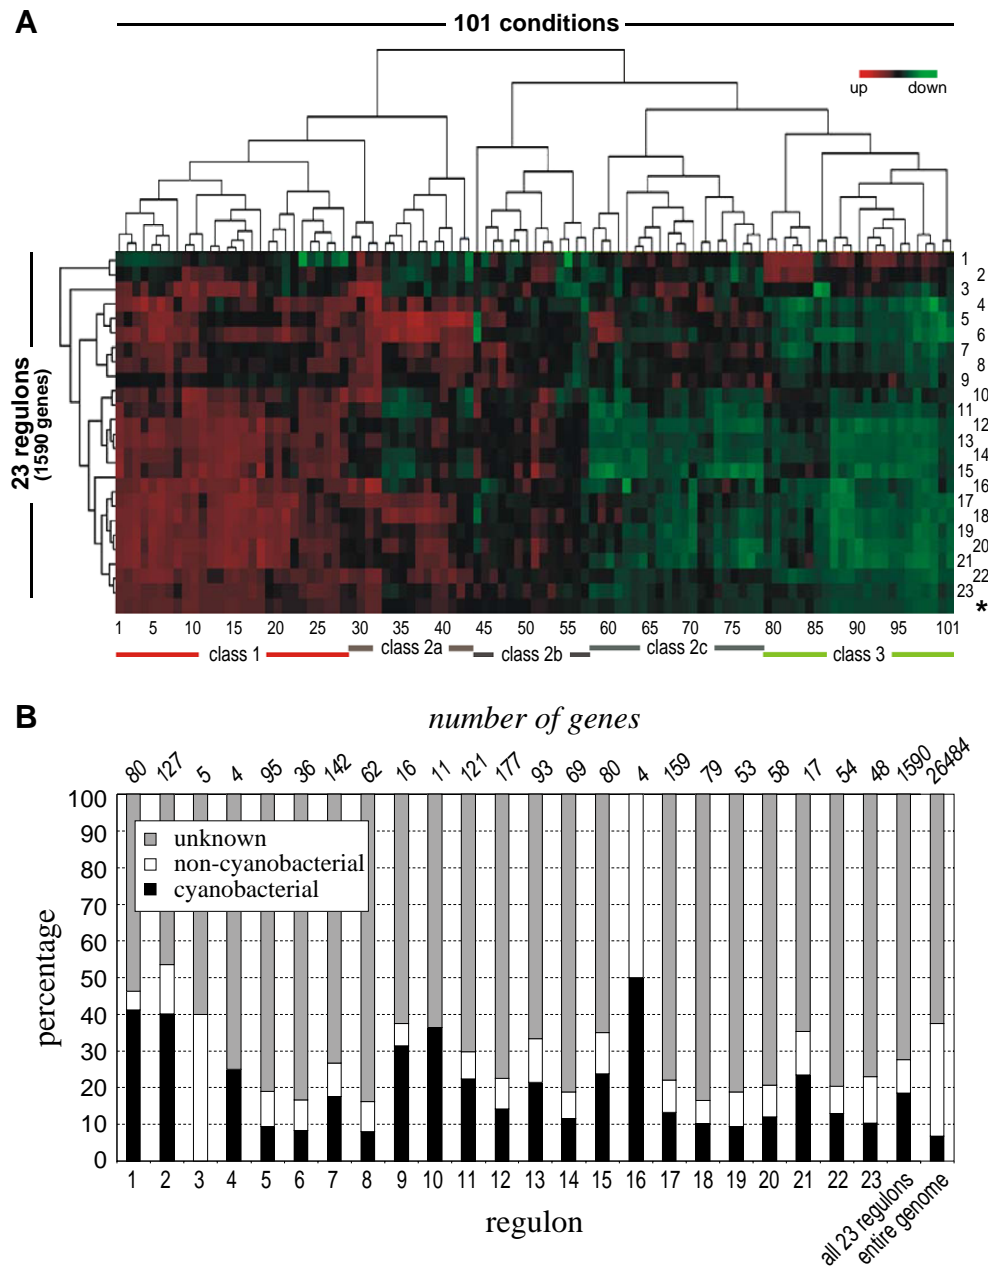 A
101 conditions
up down
23 regulons
(1590 genes)
1
2
3
4
5
6
7
8
9
10
11
12
13
14
15
16
17
18
19
20
21
22
23
*
1 5 10 15 20 25 30 35 40 45 50 55 60 65 70 75 80 85 90 95 101
class 1 class 2a class 2b class 2c class 3
B
number of genes
80 127 5 4 95 36 142 62 16 11 121 177 93 69 80 4 159 79 53 58 17 54 48 1590 26484
percentage
100
90
80
70
60
50
40
30
20
10
0
unknown
non-cyanobacterial
cyanobacterial
1 2 3 4 5 6 7 8 9 10 11 12 13 14 15 16 17 18 19 20 21 22 23 all 23 regulons entire genome
regulon